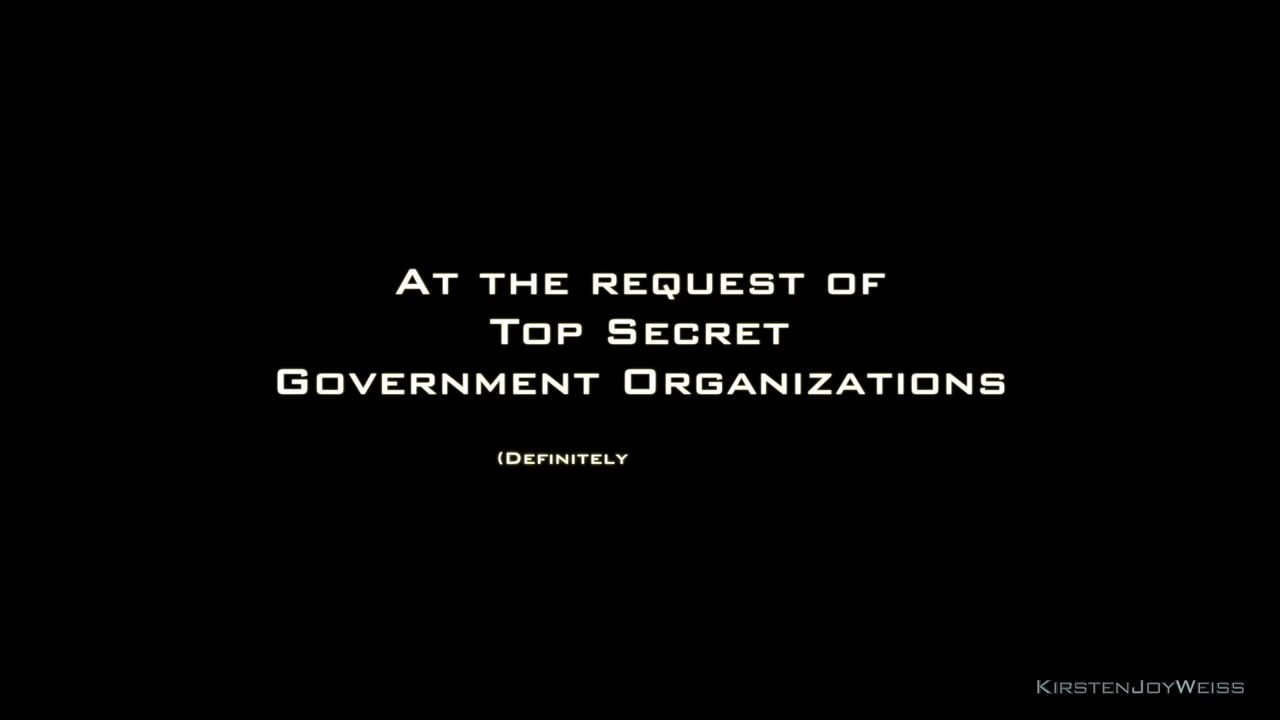 At the request of
Top Secret
Government Organizations
(Definitely
KirstenJoyWeiss